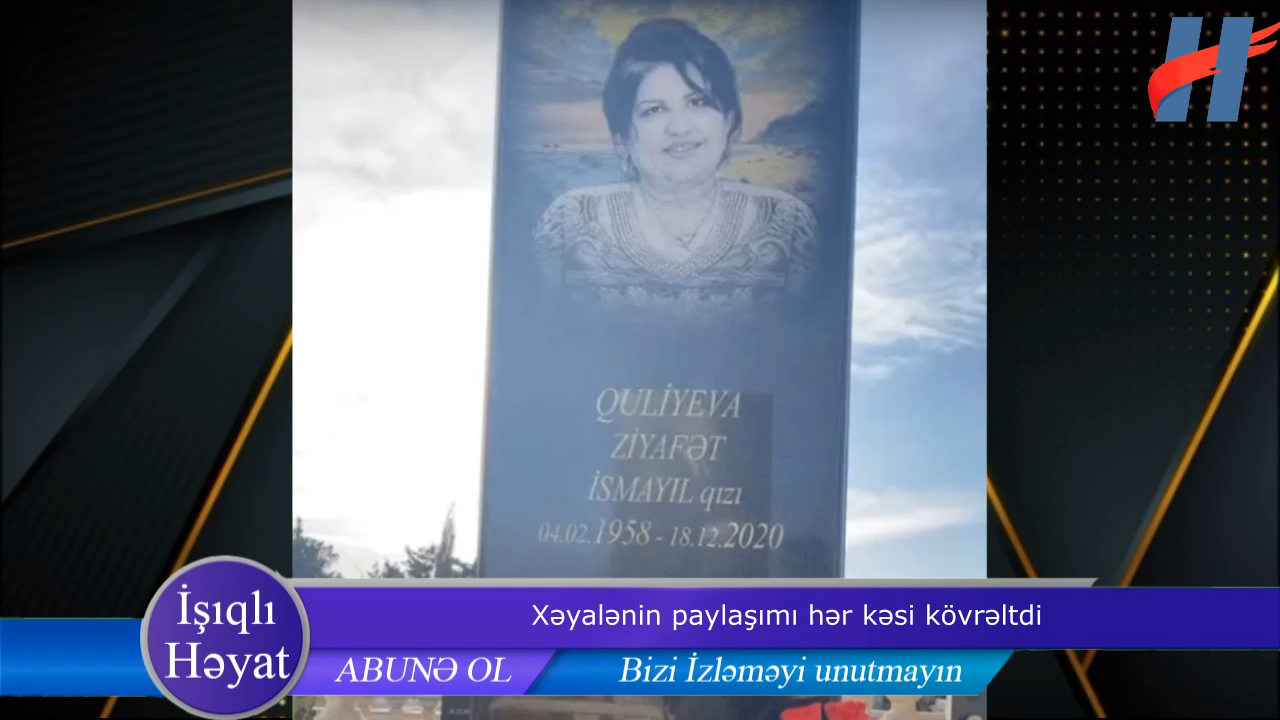 QULİYEVA
ZİYAFƏT
İSMAYIL qızı
04.02.1958 - 18.12.2020
Xəyalənin paylaşımı hər kəsi kövrəltdi
İşıqlı
Həyat
ABUNƏ OL
Bizi İzləməyi unutmayın